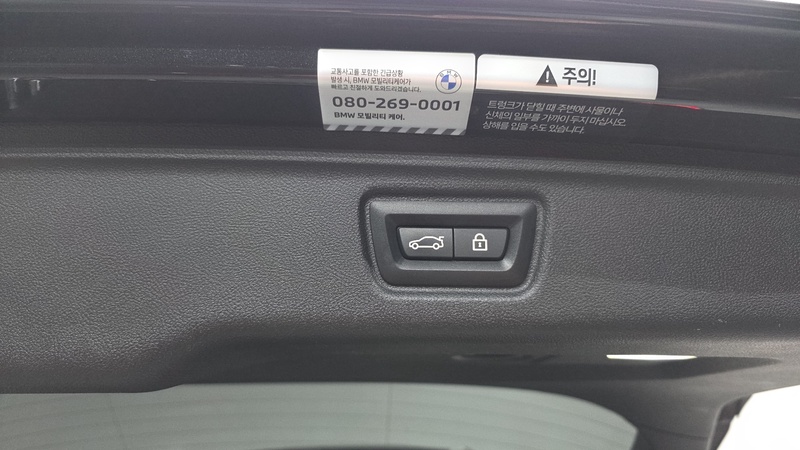 교통사고를 포함한 긴급상황
발생 시, BMW 모빌리티케어가
빠르고 친절하게 도와드리겠습니다.
080-269-0001
BMW 모빌리티 케어.
BMW
주의!
트렁크가 닫힐 때 주변에 사물이나
신체의 일부를 가까이 두지 마십시오.
상해를 입을 수도 있습니다.